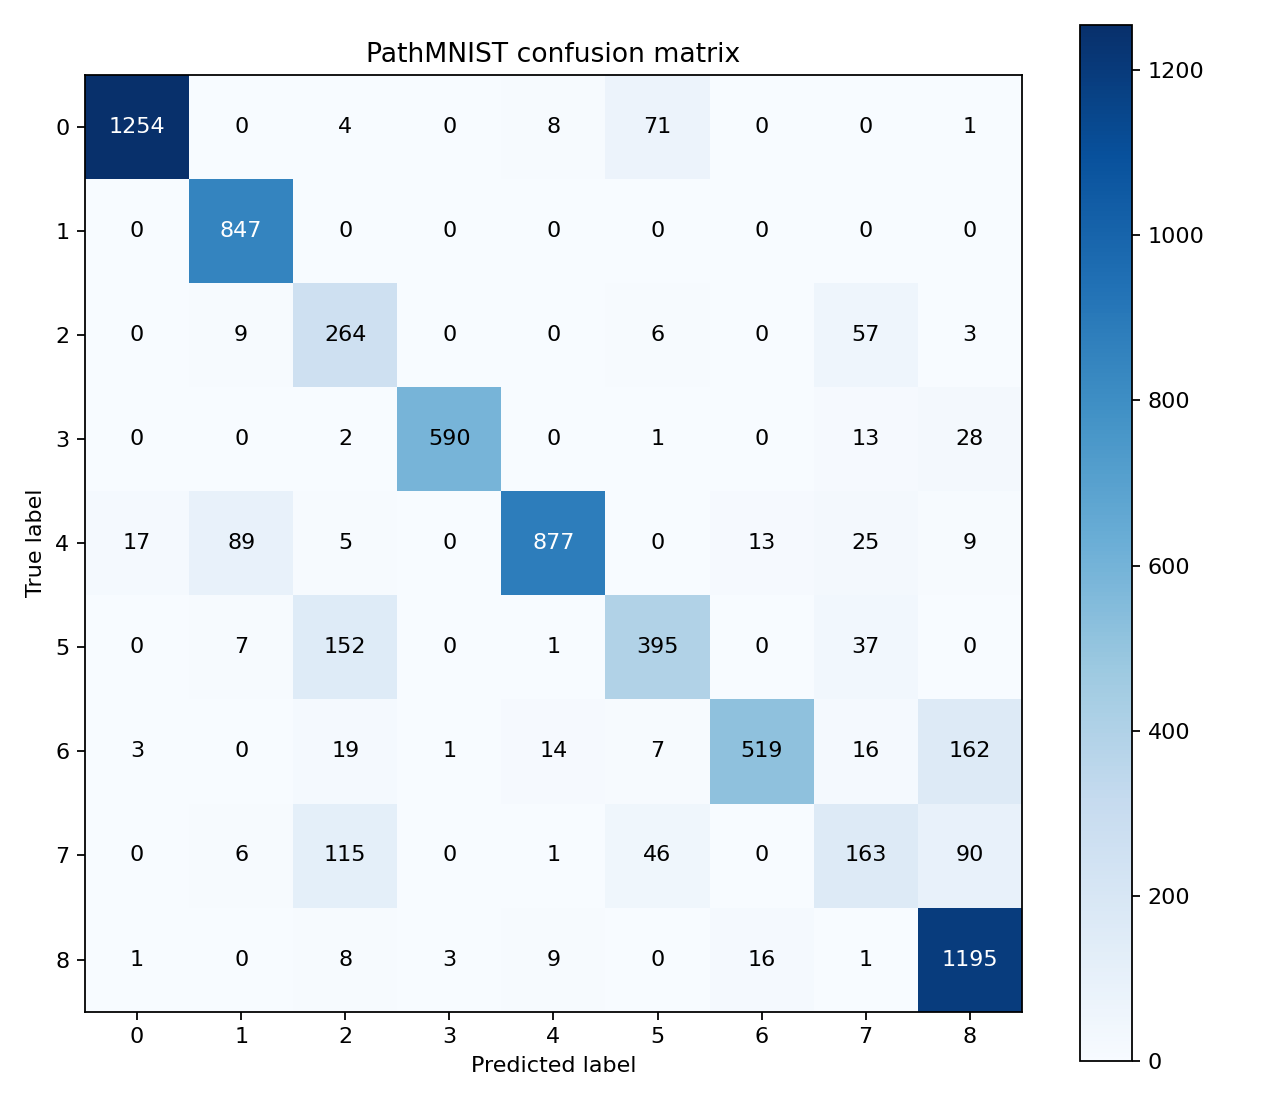 PathMNIST confusion matrix
0 1254 0 4 0 8 71 0 0 1
1 0 847 0 0 0 0 0 0 0
2 0 9 264 0 0 6 0 57 3
3 0 0 2 590 0 1 0 13 28
4 17 89 5 0 877 0 13 25 9
5 0 7 152 0 1 395 0 37 0
6 3 0 19 1 14 7 519 16 162
7 0 6 115 0 1 46 0 163 90
8 1 0 8 3 9 0 16 1 1195
0 1 2 3 4 5 6 7 8
True label
Predicted label
1200
1000
800
600
400
200
0